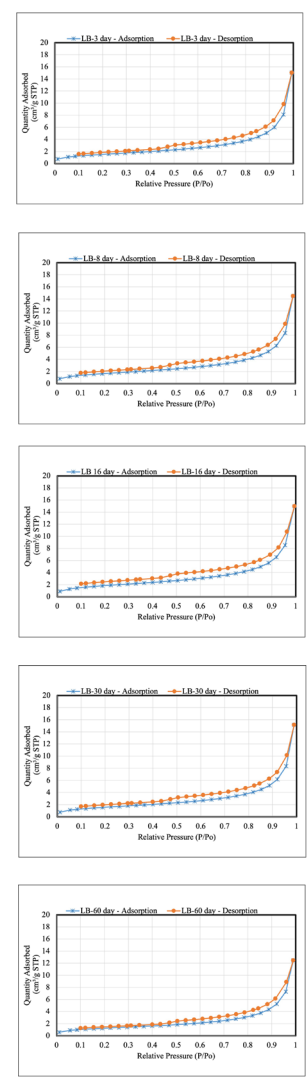 LB-3 day - Adsorption LB-3 day - Desorption
Quantity Adsorbed
(cm³/g STP)
20
18
16
14
12
10
8
6
4
2
0
0 0.1 0.2 0.3 0.4 0.5 0.6 0.7 0.8 0.9 1
Relative Pressure (P/Po)
LB-8 day - Adsorption LB-8 day - Desorption
Quantity Adsorbed
(cm³/g STP)
20
18
16
14
12
10
8
6
4
2
0
0 0.1 0.2 0.3 0.4 0.5 0.6 0.7 0.8 0.9 1
Relative Pressure (P/Po)
LB 16 day - Adsorption LB-16 day - Desorption
Quantity Adsorbed
(cm³/g STP)
20
18
16
14
12
10
8
6
4
2
0
0 0.1 0.2 0.3 0.4 0.5 0.6 0.7 0.8 0.9 1
Relative Pressure (P/Po)
LB-30 day - Adsorption LB-30 day - Desorption
Quantity Adsorbed
(cm³/g STP)
20
18
16
14
12
10
8
6
4
2
0
0 0.1 0.2 0.3 0.4 0.5 0.6 0.7 0.8 0.9 1
Relative Pressure (P/Po)
LB-60 day - Adsorption LB-60 day - Desorption
Quantity Adsorbed
(cm³/g STP)
20
18
16
14
12
10
8
6
4
2
0
0 0.1 0.2 0.3 0.4 0.5 0.6 0.7 0.8 0.9 1
Relative Pressure (P/Po)